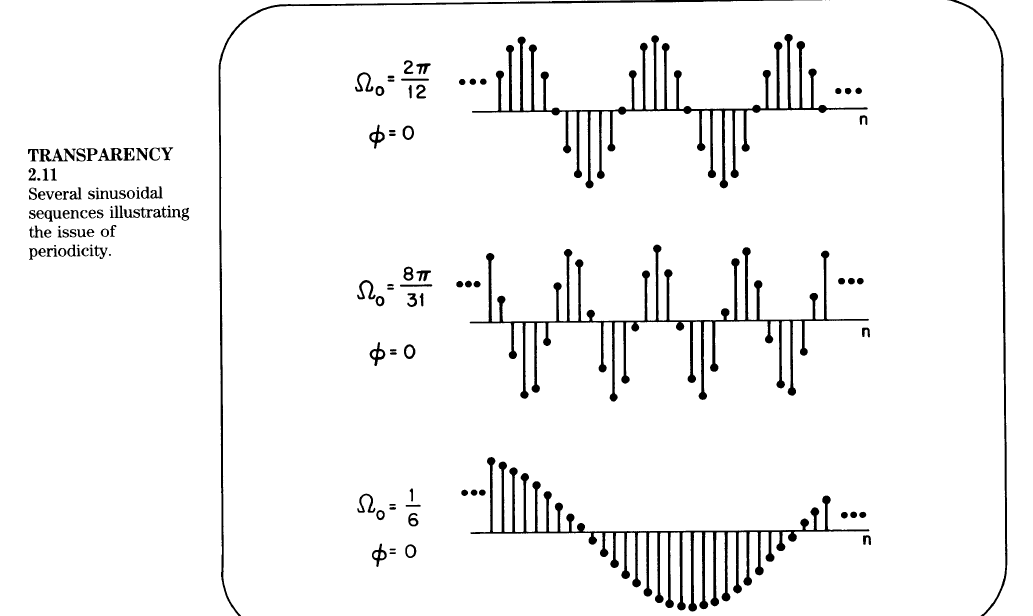 TRANSPARENCY
2.11
Several sinusoidal
sequences illustrating
the issue of
periodicity.
Ω₀ = 2π/12
•••
•••
ϕ = 0
n
Ω₀ = 8π/31
•••
•••
ϕ = 0
n
Ω₀ = 1/6
•••
•••
ϕ = 0
n